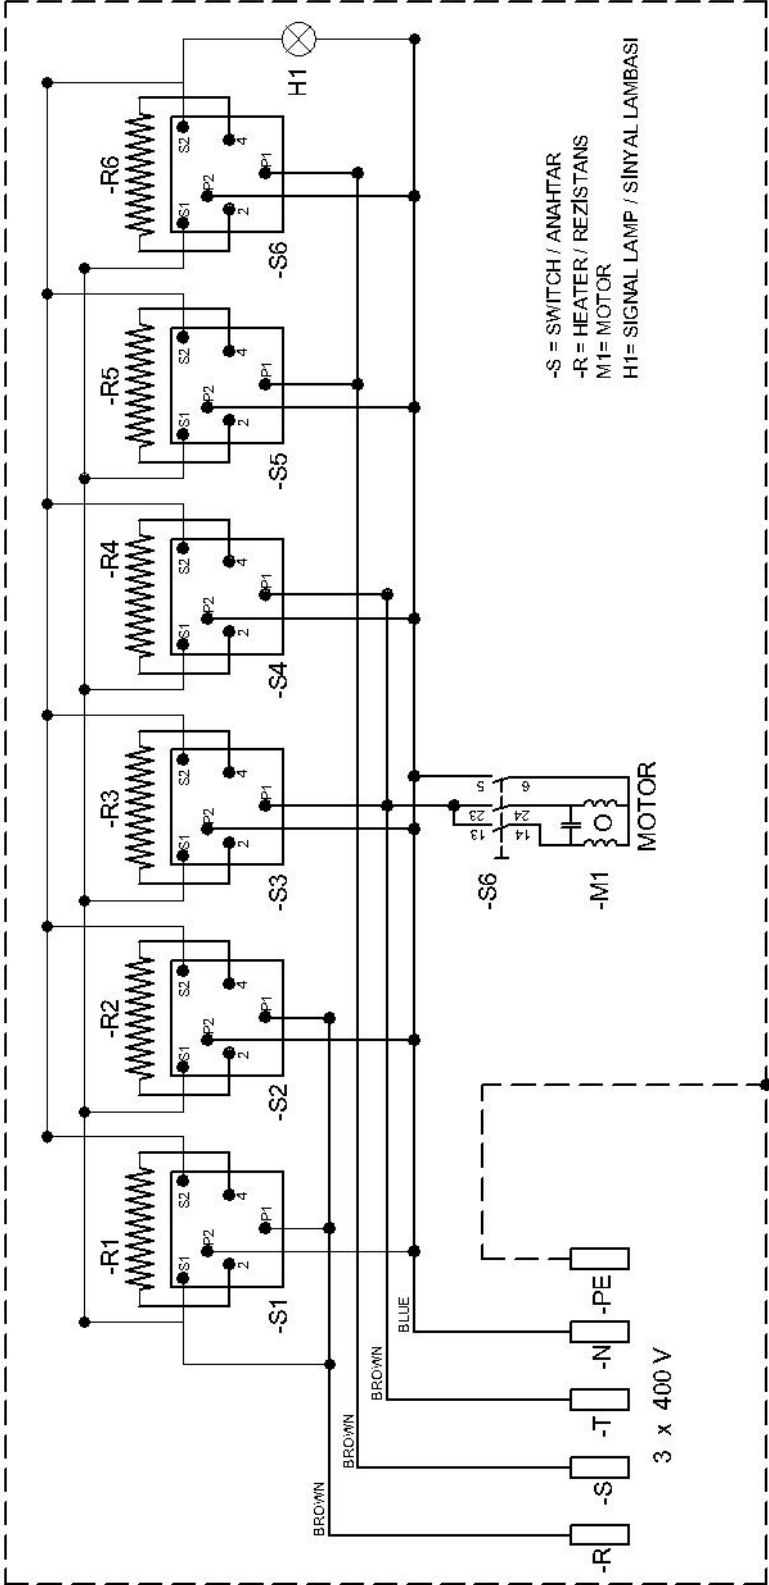 -R1
-R2
-R3
-R4
-R5
-R6
S1
S2
P2
2
4
P1
S1
S2
P2
2
4
P1
S1
S2
P2
2
4
P1
S1
S2
P2
2
4
P1
S1
S2
P2
2
4
P1
S1
S2
P2
2
4
P1
-S1
-S2
-S3
-S4
-S5
-S6
H1
BROWN
BROWN
BROWN
BLUE
-S6
13
23
5
14
24
6
-M1
MOTOR
-R
-S
-T
-N
-PE
3 x 400 V
-S = SWITCH / ANAHTAR
-R = HEATER / REZİSTANS
M1= MOTOR
H1= SIGNAL LAMP / SİNYAL LAMBASI